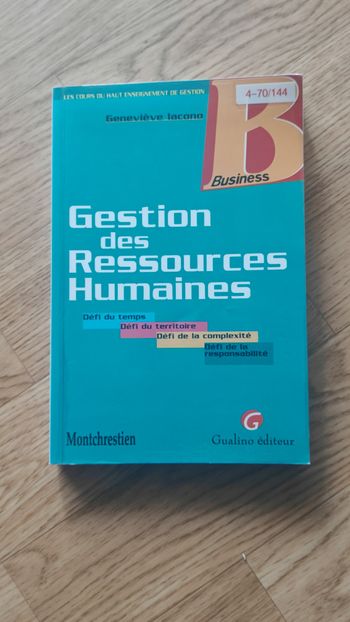 LES COURS DU HAUT ENSEIGNEMENT DE GESTION
4-70/144
Geneviève Iacono
B
Business
Gestion
des
Ressources
Humaines
Défi du temps
Défi du territoire
Défi de la complexité
Défi de la
responsabilité
Montchrestien
G
Gualino éditeur